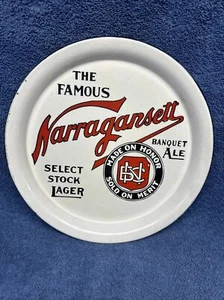 THE
FAMOUS
Narragansett
BANQUET
ALE
SELECT
STOCK
LAGER
MADE ON HONOR
SOLD ON MERIT